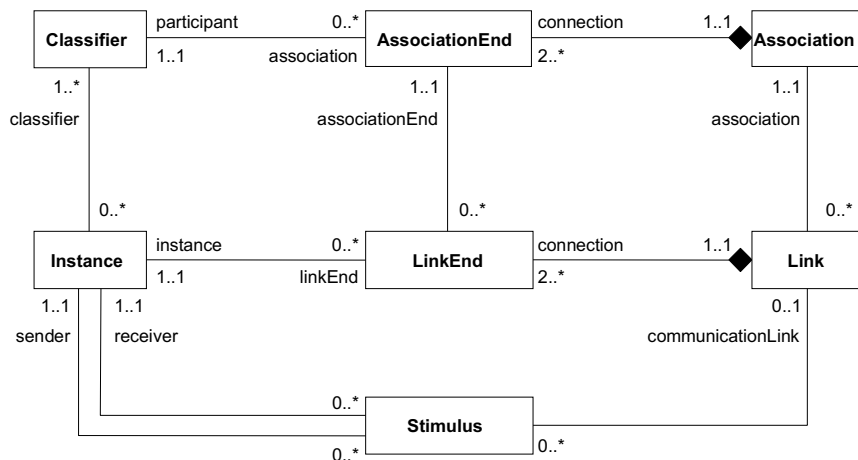 participant 0..* connection 1..1
Classifier AssociationEnd Association
1..1 association 2..*
1..* 1..1 1..1
classifier associationEnd association
0..* 0..* 0..*
instance 0..* connection 1..1
Instance LinkEnd Link
1..1 linkEnd 2..*
1..1 1..1 0..1
sender receiver communicationLink
0..*
Stimulus
0..* 0..*